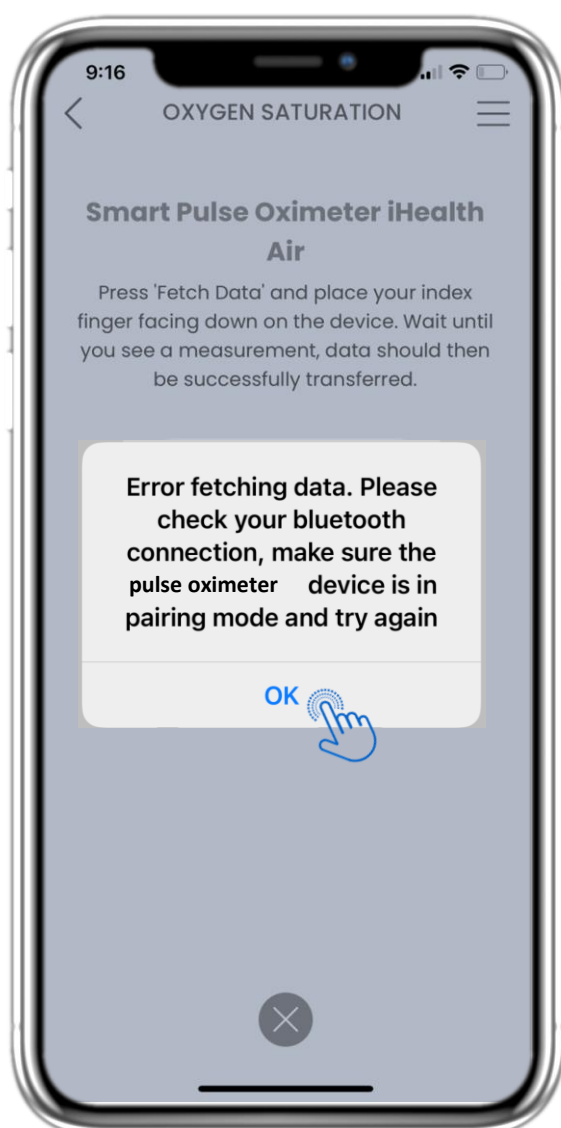 9:16
OXYGEN SATURATION
Smart Pulse Oximeter iHealth
Air
Press 'Fetch Data' and place your index
finger facing down on the device. Wait until
you see a measurement, data should then
be successfully transferred.
Error fetching data. Please
check your bluetooth
connection, make sure the
pulse oximeter device is in
pairing mode and try again
OK